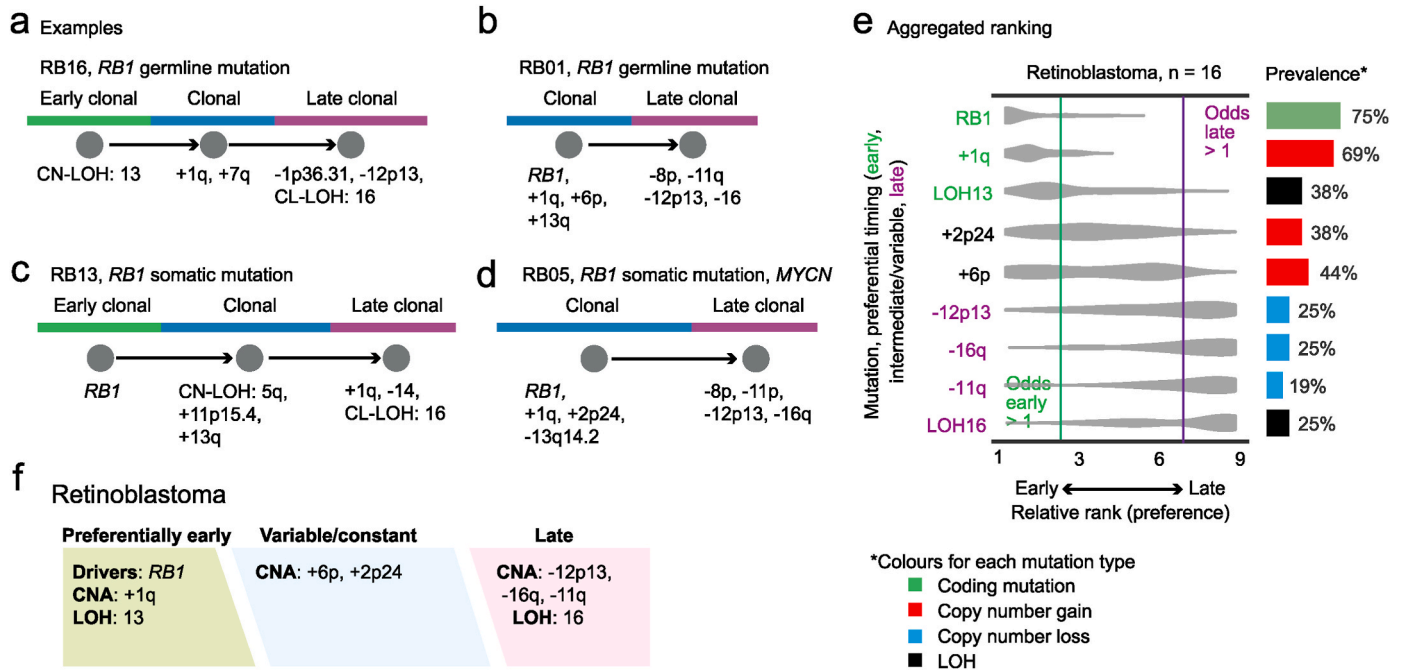 a Examples
RB16, RB1 germline mutation
Early clonal Clonal Late clonal
CN-LOH: 13 +1q, +7q -1p36.31, -12p13,
CL-LOH: 16
b
RB01, RB1 germline mutation
Clonal Late clonal
RB1, -8p, -11q
+1q, +6p, -12p13, -16
+13q
c RB13, RB1 somatic mutation
Early clonal Clonal Late clonal
RB1 CN-LOH: 5q, +1q, -14,
+11p15.4, CL-LOH: 16
+13q
d RB05, RB1 somatic mutation, MYCN
Clonal Late clonal
RB1, -8p, -11p,
+1q, +2p24, -12p13, -16q
-13q14.2
e Aggregated ranking
Retinoblastoma, n = 16 Prevalence*
Mutation, preferential timing (early,
intermediate/variable, late)
RB1 75%
Odds
late
> 1
+1q 69%
LOH13 38%
+2p24 38%
+6p 44%
-12p13 25%
-16q 25%
-11q 19%
Odds
early
> 1
LOH16 25%
1 3 6 9
Early Late
Relative rank (preference)
*Colours for each mutation type
Coding mutation
Copy number gain
Copy number loss
LOH
f Retinoblastoma
Preferentially early Variable/constant Late
Drivers: RB1 CNA: +6p, +2p24 CNA: -12p13,
CNA: +1q -16q, -11q
LOH: 13 LOH: 16